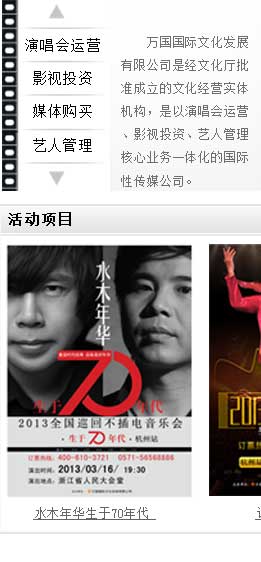 演唱会运营
影视投资
媒体购买
艺人管理
万国国际文化发展
有限公司是经文化厅批
准成立的文化经营实体
机构，是以演唱会运营
、影视投资、艺人管理
核心业务一体化的国际
性传媒公司。
活动项目
水木年华
70
生于 年代
2013全国巡回不插电音乐会
·生于70年代·杭州站
订票热线：400-610-3721 0571-56568886
演出时间：2013/03/16/ 19:30
演出地点：浙江省人民大会堂
水木年华生于70年代